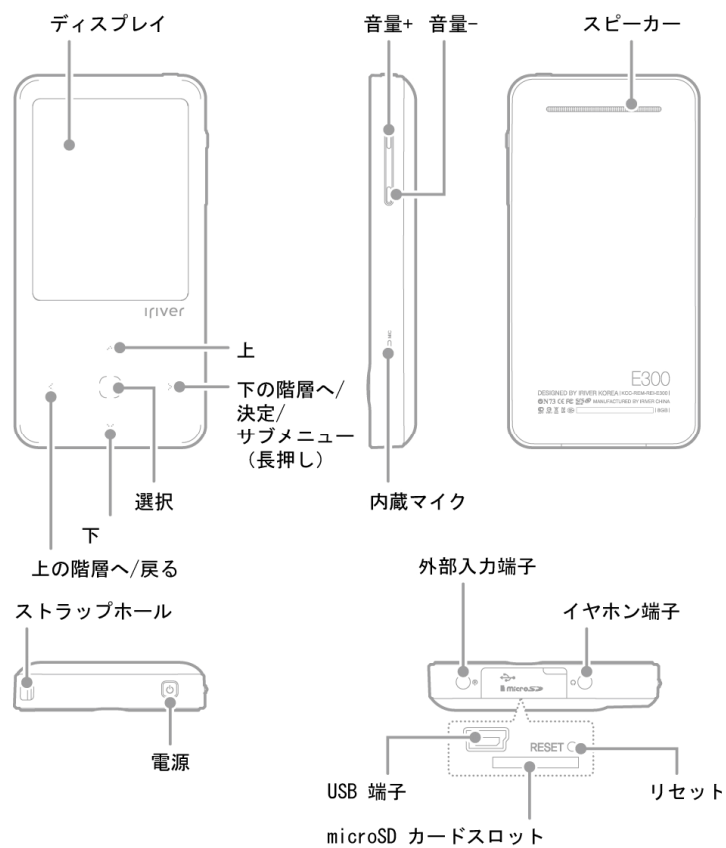 ディスプレイ
音量+ 音量-
スピーカー
iriver
上
下の階層へ/
決定/
サブメニュー
（長押し）
選択
下
上の階層へ/戻る
内蔵マイク
E300
DESIGNED BY IRIVER KOREA
MANUFACTURED BY IRIVER CHINA
ストラップホール
電源
外部入力端子
イヤホン端子
microSD
RESET
USB 端子
リセット
microSD カードスロット